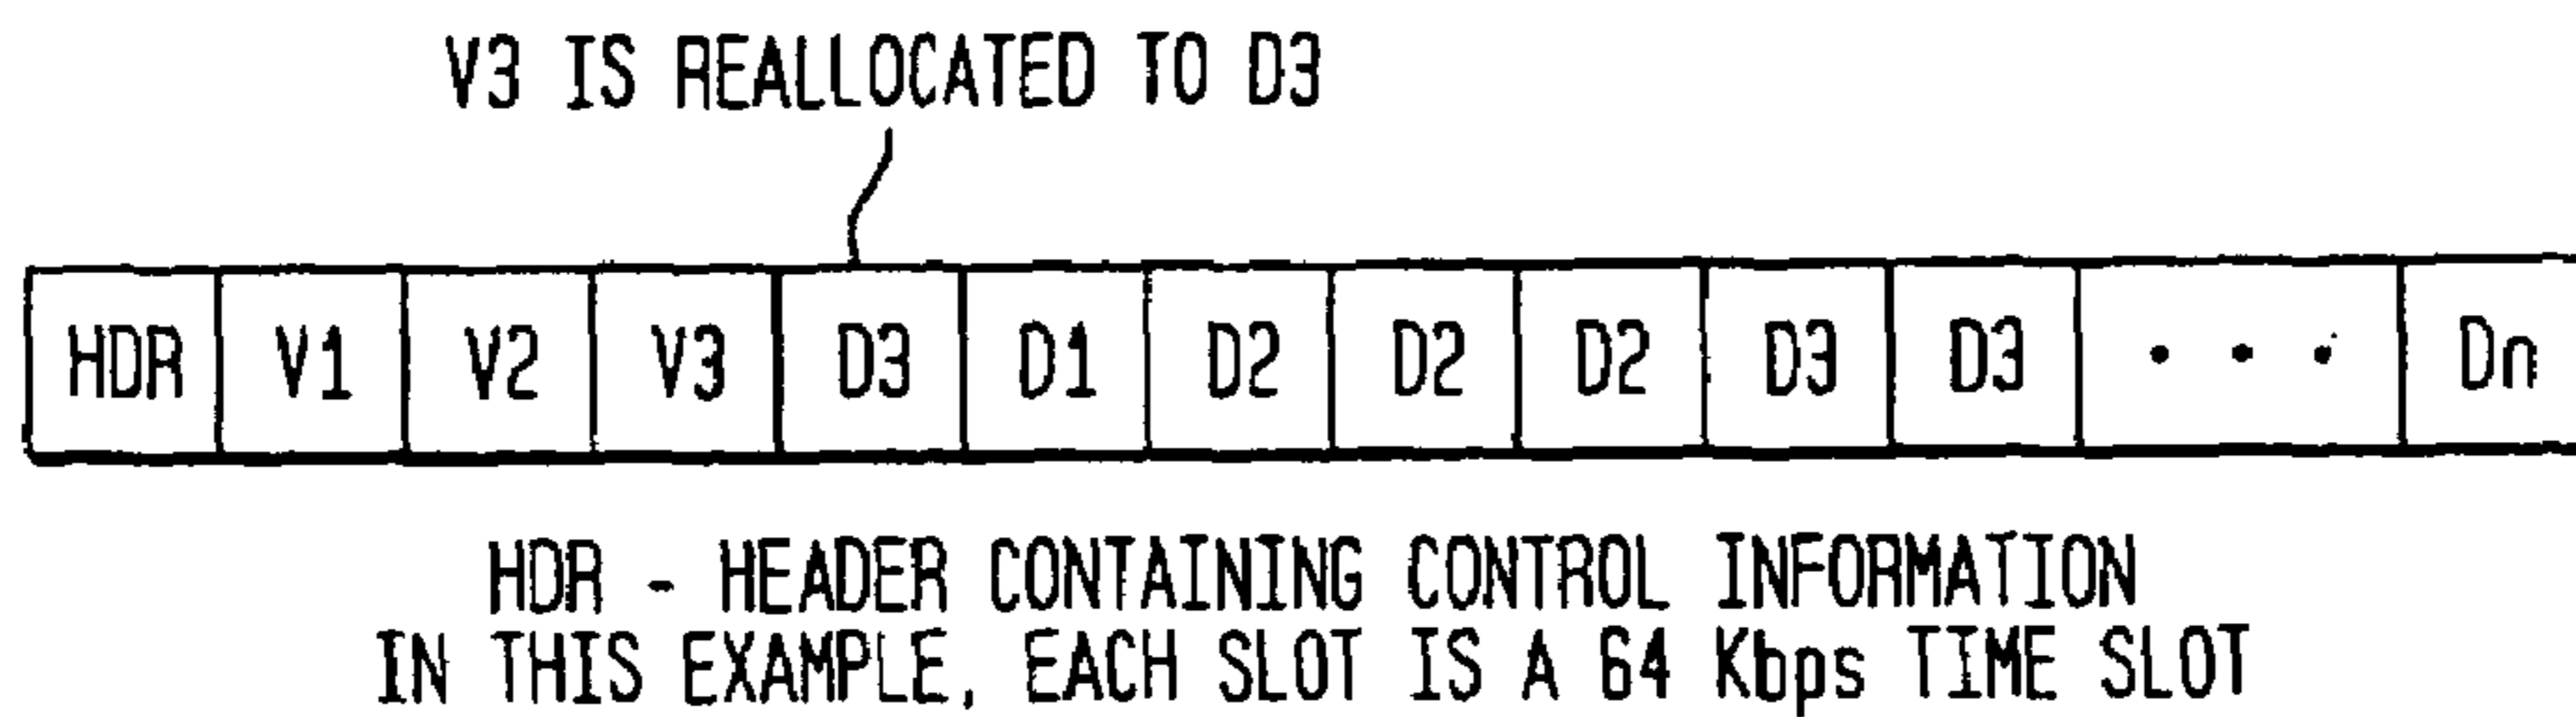 V3 IS REALLOCATED TO D3
HDR V1 V2 V3 D3 D1 D2 D2 D2 D3 D3 • • • Dn
HDR - HEADER CONTAINING CONTROL INFORMATION
IN THIS EXAMPLE, EACH SLOT IS A 64 Kbps TIME SLOT